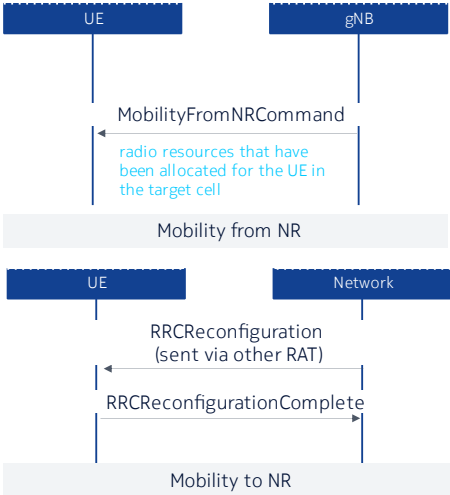 UE
gNB
MobilityFromNRCommand
radio resources that have
been allocated for the UE in
the target cell
Mobility from NR
UE
Network
RRCReconfiguration
(sent via other RAT)
RRCReconfigurationComplete
Mobility to NR